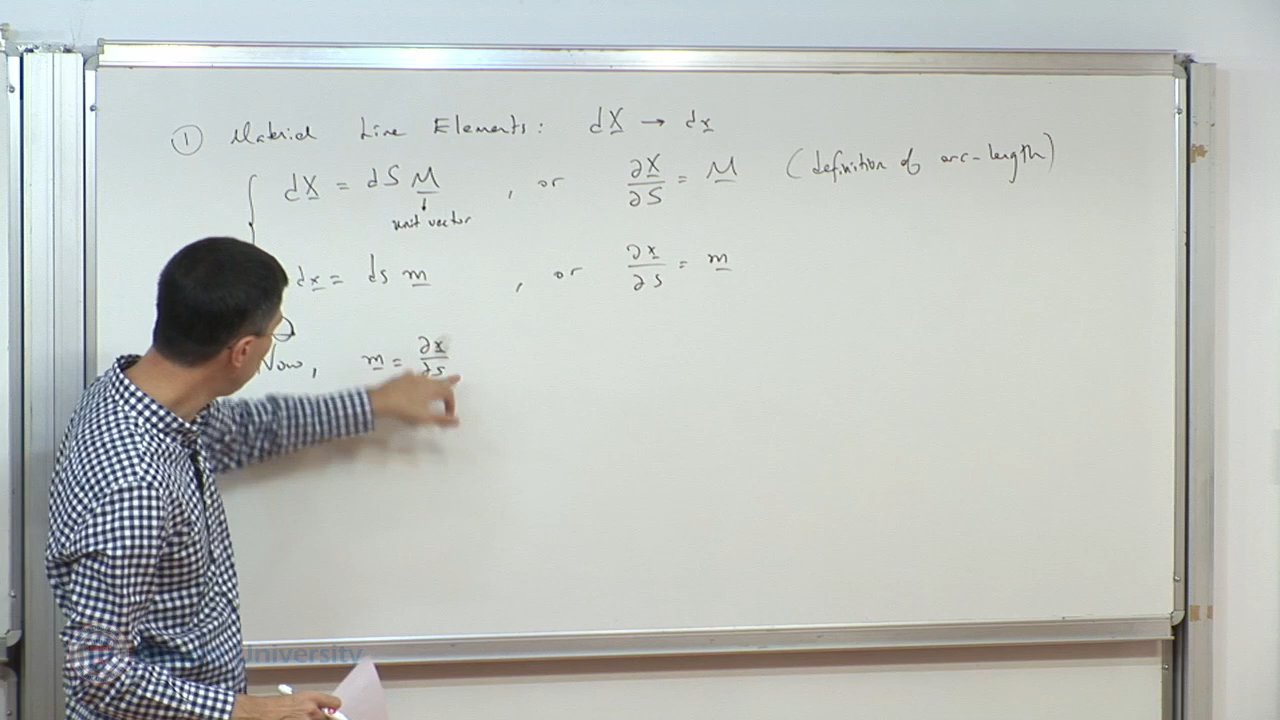 ① Material Line Elements: dX → dx
dX = dS M , or ∂X/∂S = M (definition of arc-length)
↓
unit vector
dx = ds m , or ∂x/∂s = m
Now, m = ∂x/∂s
University